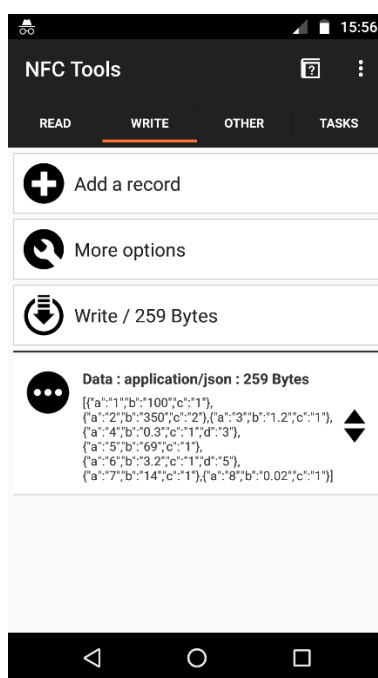 15:56
NFC Tools
READ WRITE OTHER TASKS
Add a record
More options
Write / 259 Bytes
Data : application/json : 259 Bytes
[{"a":"1","b":"100","c":"1"},
{"a":"2","b":"350","c":"2"},{"a":"3","b":"1.2","c":"1"},
{"a":"4","b":"0.3","c":"1","d":"3"},
{"a":"5","b":"69","c":"1"},
{"a":"6","b":"3.2","c":"1","d":"5"},
{"a":"7","b":"14","c":"1"},{"a":"8","b":"0.02","c":"1"}]